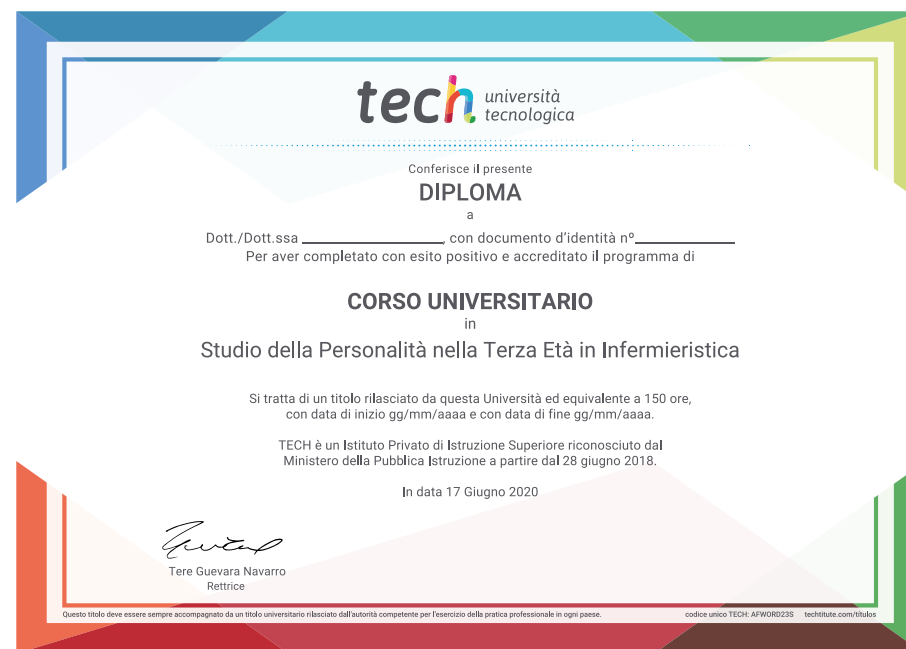 tech università
tecnologica
Conferisce il presente
DIPLOMA
a
Dott./Dott.ssa ________________, con documento d'identità nº____________
Per aver completato con esito positivo e accreditato il programma di
CORSO UNIVERSITARIO
in
Studio della Personalità nella Terza Età in Infermieristica
Si tratta di un titolo rilasciato da questa Università ed equivalente a 150 ore,
con data di inizio gg/mm/aaaa e con data di fine gg/mm/aaaa.
TECH è un Istituto Privato di Istruzione Superiore riconosciuto dal
Ministero della Pubblica Istruzione a partire dal 28 giugno 2018.
In data 17 Giugno 2020
Tere Guevara Navarro
Rettrice
Questo titolo deve essere sempre accompagnato da un titolo universitario rilasciato dall'autorità competente per l'esercizio della pratica professionale in ogni paese. codice unico TECH: AFWORD23S techtitute.com/titulos